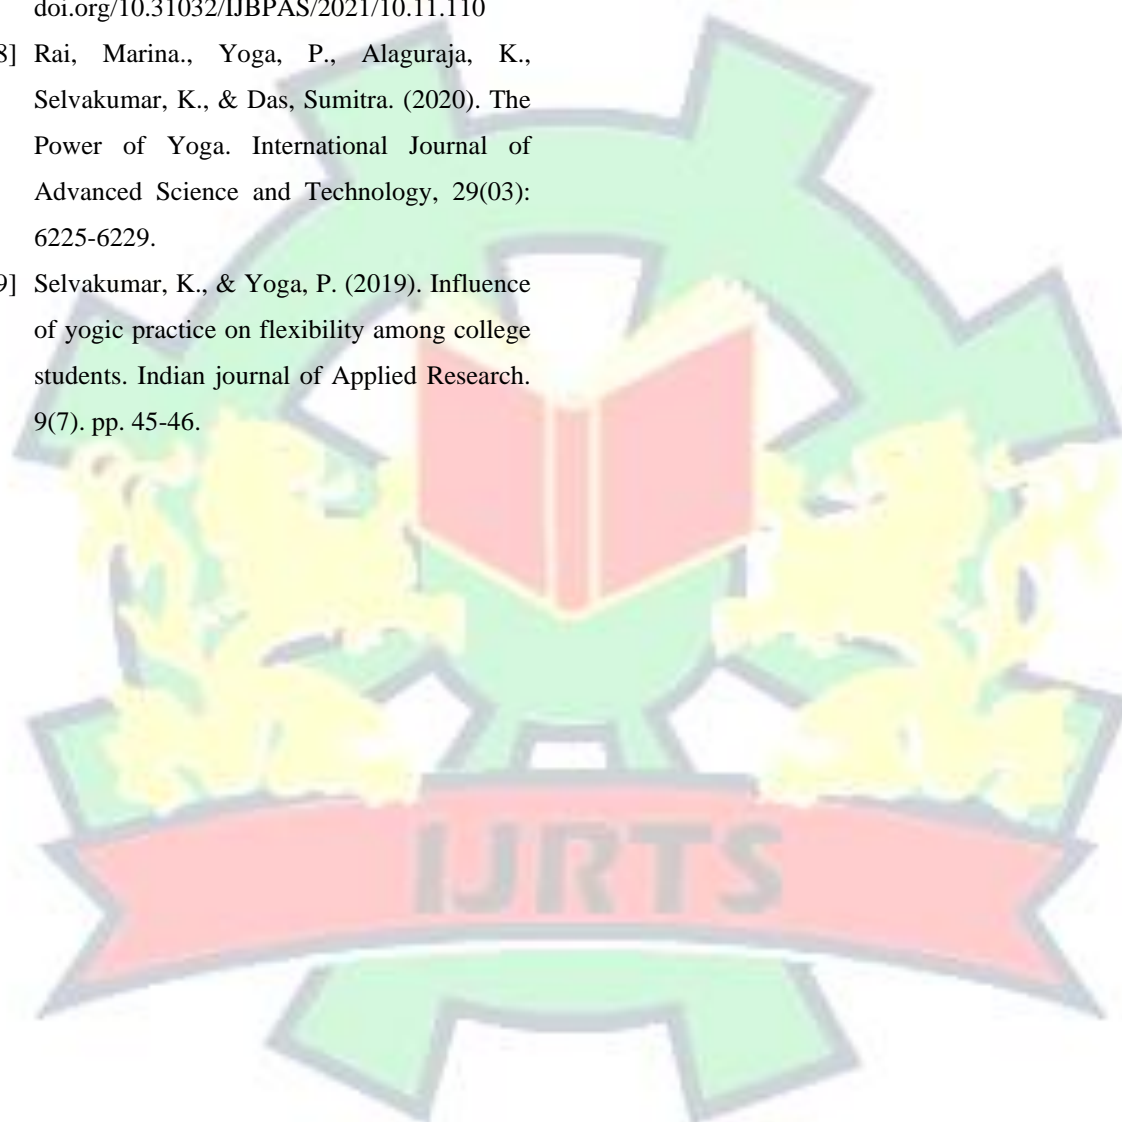 doi.org/10.31032/IJBPAS/2021/10.11.110
8] Rai, Marina., Yoga, P., Alaguraja, K.,
Selvakumar, K., & Das, Sumitra. (2020). The
Power of Yoga. International Journal of
Advanced Science and Technology, 29(03):
6225-6229.
9] Selvakumar, K., & Yoga, P. (2019). Influence
of yogic practice on flexibility among college
students. Indian journal of Applied Research.
9(7). pp. 45-46.
IJRTS